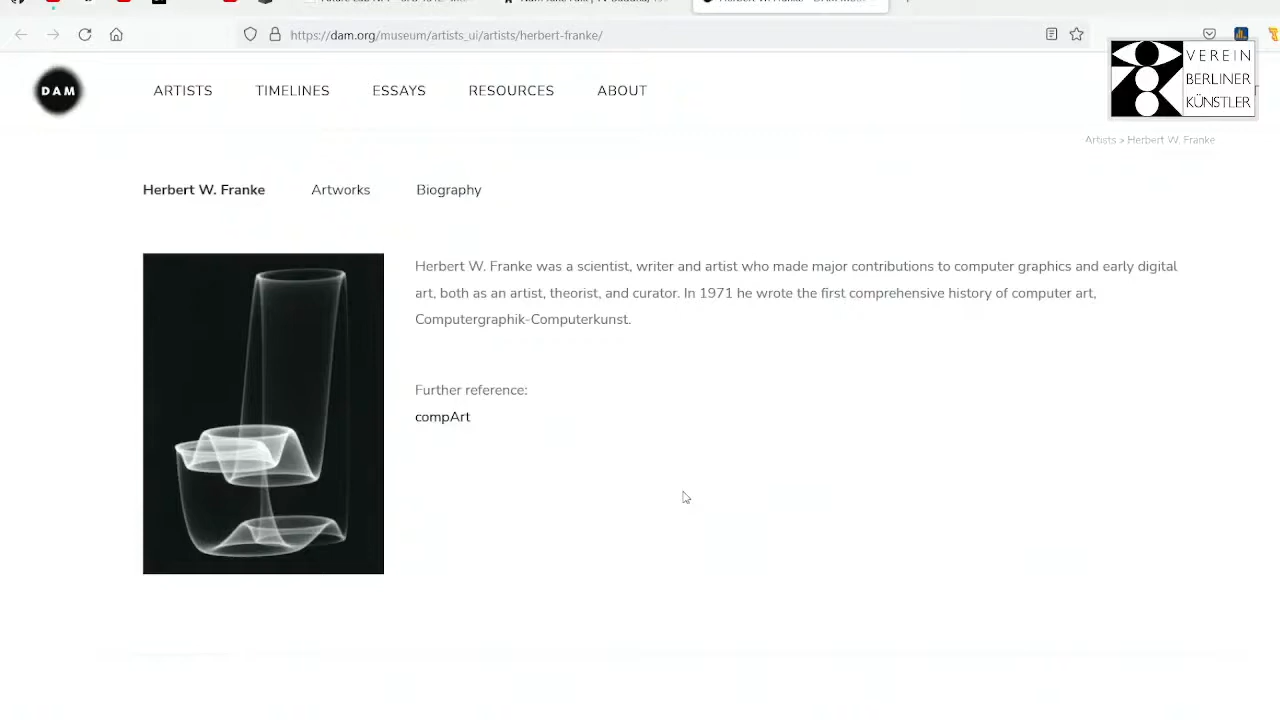 https://dam.org/museum/artists_ui/artists/herbert-franke/
VEREIN
BERLINER
KÜNSTLER
DAM
ARTISTS
TIMELINES
ESSAYS
RESOURCES
ABOUT
Artists > Herbert W. Franke
Herbert W. Franke
Artworks
Biography
Herbert W. Franke was a scientist, writer and artist who made major contributions to computer graphics and early digital
art, both as an artist, theorist, and curator. In 1971 he wrote the first comprehensive history of computer art,
Computergraphik-Computerkunst.
Further reference:
compArt